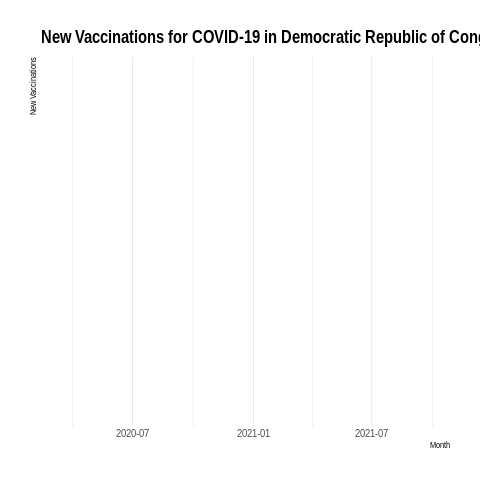 New Vaccinations for COVID-19 in Democratic Republic of Cong
New Vaccinations
2020-07
2021-01
2021-07
Month